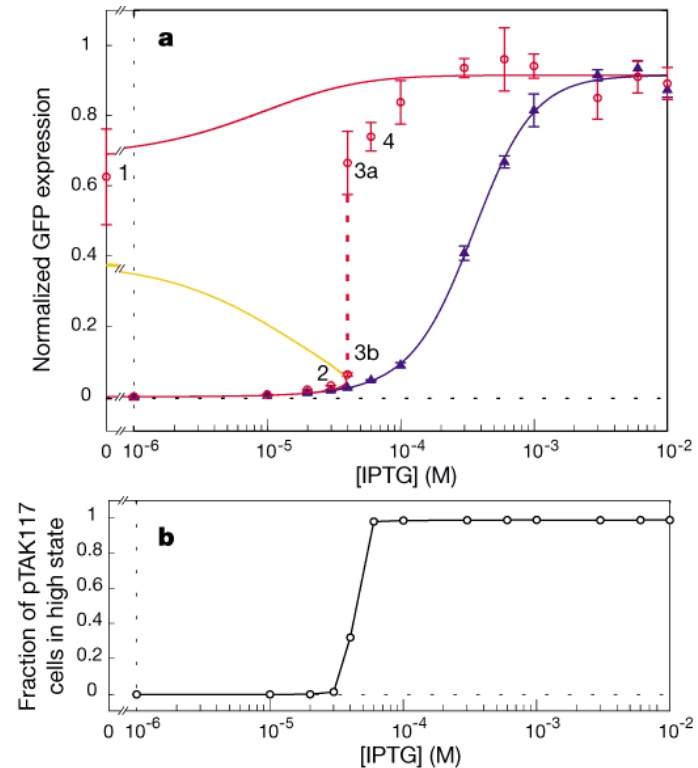 a
1
0.8
0.6
0.4
0.2
0
Normalized GFP expression
1
2
3a
3b
4
0 10⁻⁶ 10⁻⁵ 10⁻⁴ 10⁻³ 10⁻²
[IPTG] (M)
b
1
0.8
0.6
0.4
0.2
0
Fraction of pTAK117
cells in high state
0 10⁻⁶ 10⁻⁵ 10⁻⁴ 10⁻³ 10⁻²
[IPTG] (M)